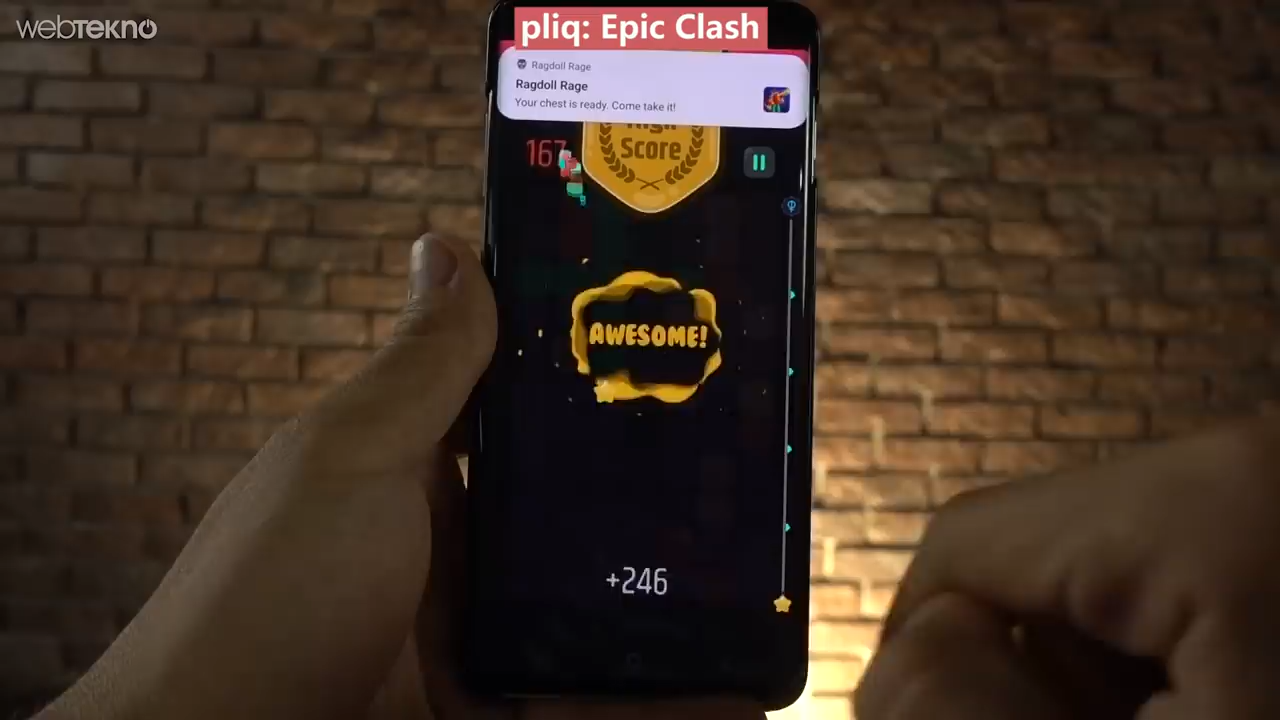 webtekno
pliq: Epic Clash
Ragdoll Rage
Ragdoll Rage
Your chest is ready. Come take it!
167
High
Score
AWESOME!
+246